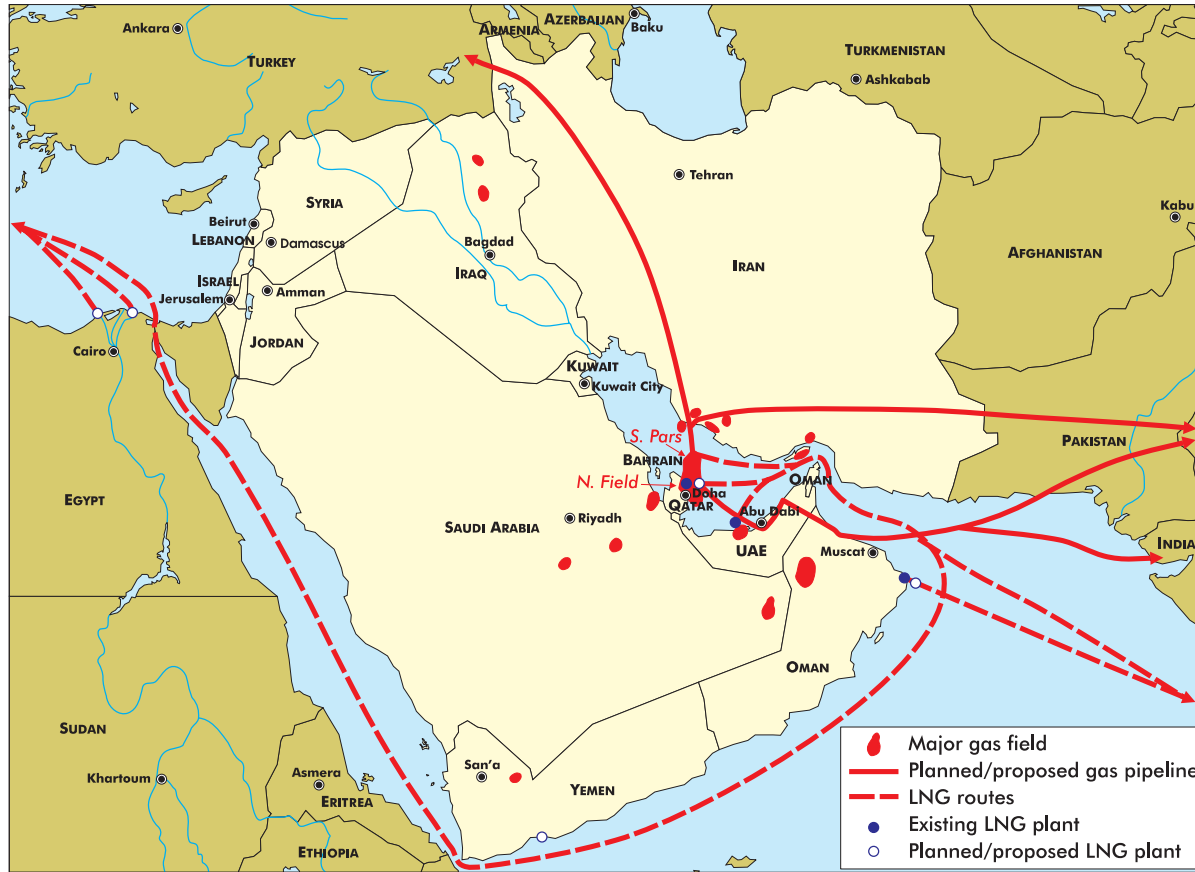 Ankara
ARMENIA
AZERBAIJAN
Baku
TURKMENISTAN
Ashkabab
TURKEY
Tehran
SYRIA
Beirut
LEBANON
Damascus
Bagdad
IRAQ
IRAN
Kabu
AFGHANISTAN
ISRAEL
Jerusalem
Amman
JORDAN
Cairo
KUWAIT
Kuwait City
S. Pars
BAHRAIN
N. Field
Doha
QATAR
OMAN
Abu Dabi
UAE
PAKISTAN
EGYPT
SAUDI ARABIA
Riyadh
Muscat
INDIA
OMAN
SUDAN
Khartoum
Asmera
ERITREA
ETHIOPIA
San'a
YEMEN
Major gas field
Planned/proposed gas pipeline
LNG routes
Existing LNG plant
Planned/proposed LNG plant